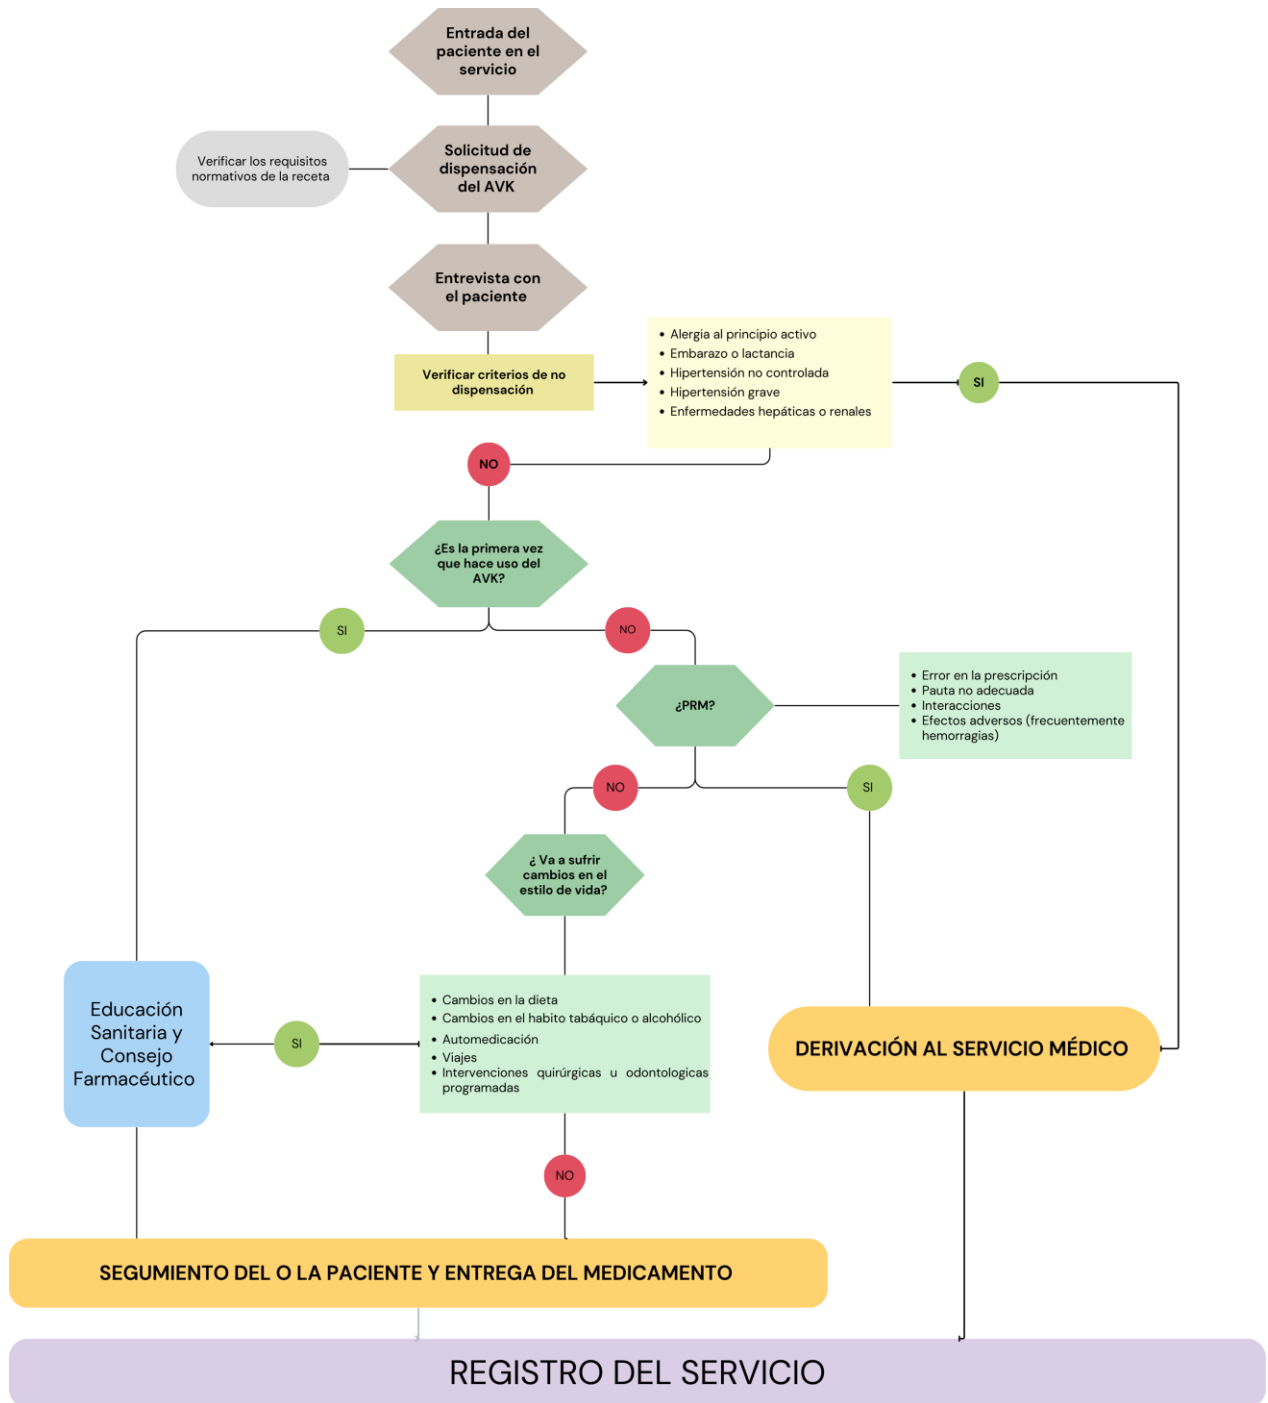 Entrada del
paciente en el
servicio
Verificar los requisitos
normativos de la receta
Solicitud de
dispensación
del AVK
Entrevista con
el paciente
Verificar criterios de no
dispensación
• Alergia al principio activo
• Embarazo o lactancia
• Hipertensión no controlada
• Hipertensión grave
• Enfermedades hepáticas o renales
SI
NO
¿Es la primera vez
que hace uso del
AVK?
SI
NO
¿PRM?
• Error en la prescripción
• Pauta no adecuada
• Interacciones
• Efectos adversos (frecuentemente
hemorragias)
NO
SI
¿ Va a sufrir
cambios en el
estilo de vida?
Educación
Sanitaria y
Consejo
Farmacéutico
SI
• Cambios en la dieta
• Cambios en el habito tabáquico o alcohólico
• Automedicación
• Viajes
• Intervenciones quirúrgicas u odontologicas
programadas
DERIVACIÓN AL SERVICIO MÉDICO
NO
SEGUMIENTO DEL O LA PACIENTE Y ENTREGA DEL MEDICAMENTO
REGISTRO DEL SERVICIO